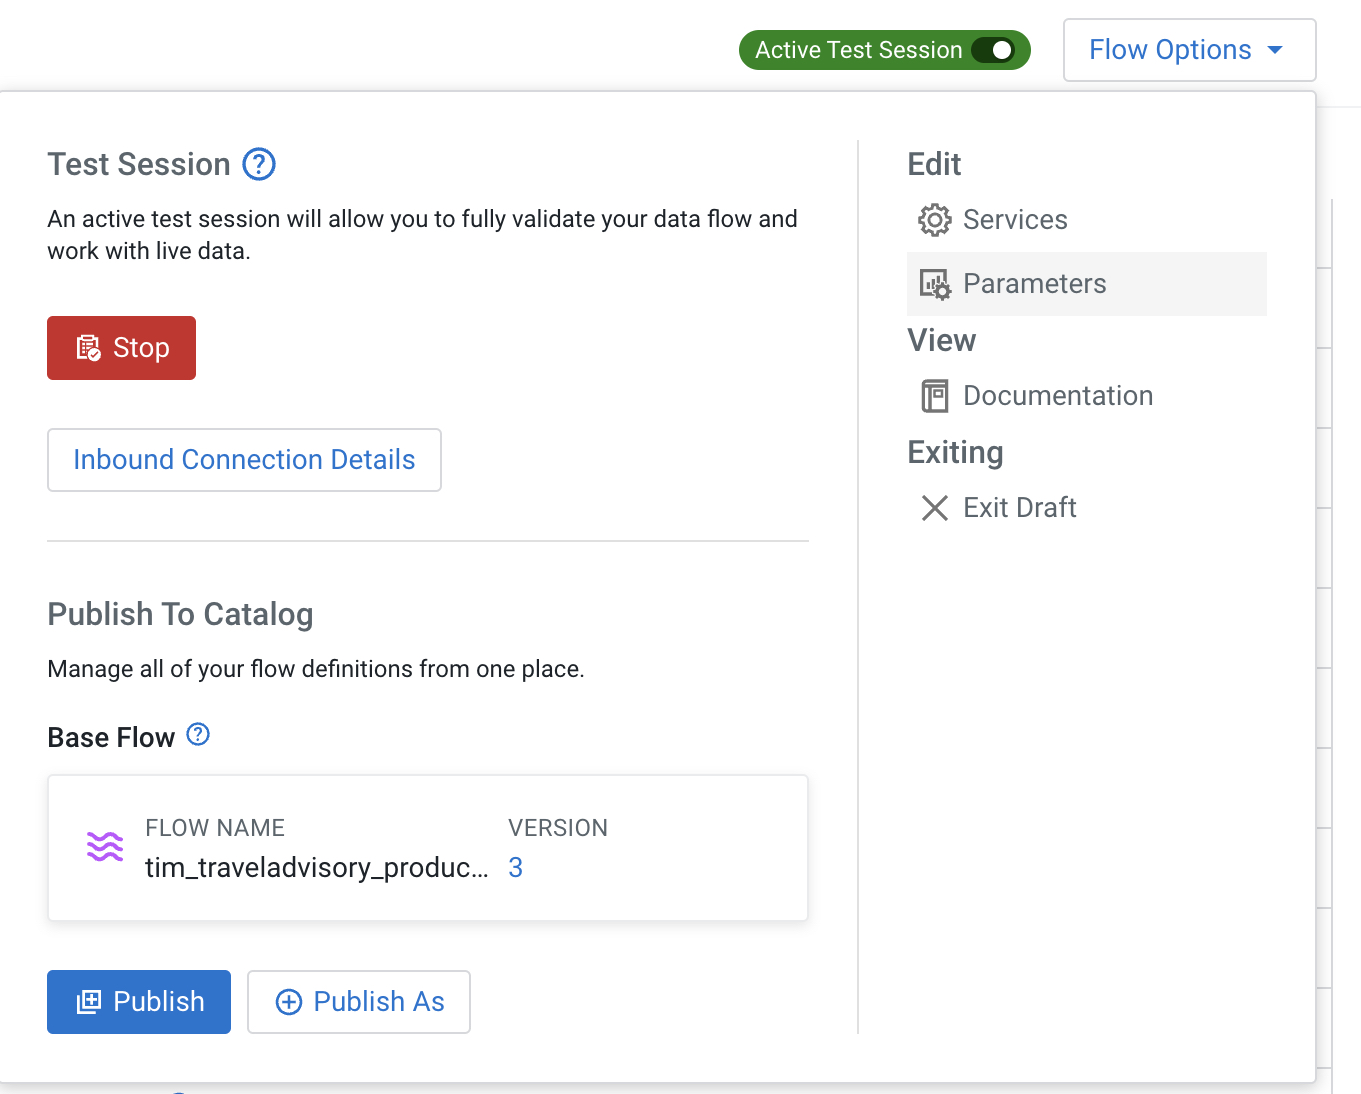 Active Test Session
Flow Options
Test Session
An active test session will allow you to fully validate your data flow and
work with live data.
Stop
Inbound Connection Details
Publish To Catalog
Manage all of your flow definitions from one place.
Base Flow
FLOW NAME
VERSION
tim_traveladvisory_produc...
3
Publish
Publish As
Edit
Services
Parameters
View
Documentation
Exiting
Exit Draft